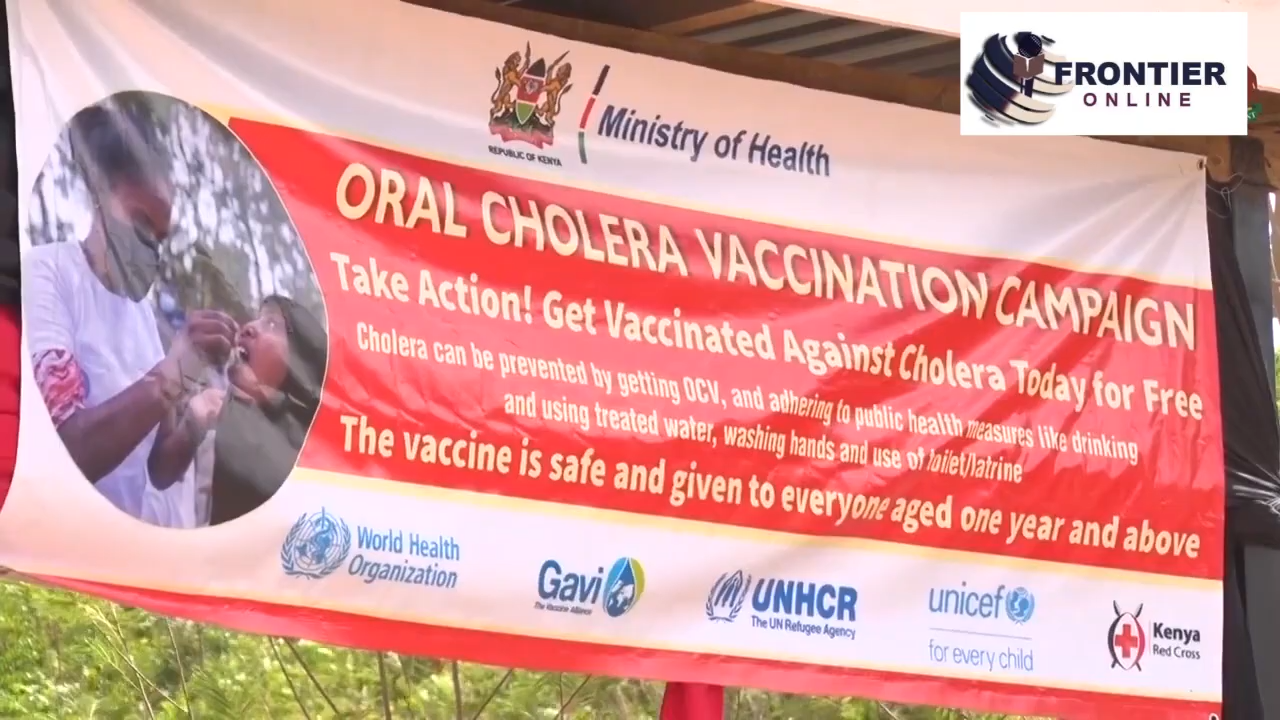 FRONTIER
ONLINE
REPUBLIC OF KENYA
Ministry of Health
ORAL CHOLERA VACCINATION CAMPAIGN
Take Action! Get Vaccinated Against Cholera Today for Free
Cholera can be prevented by getting OCV, and adhering to public health measures like drinking
and using treated water, washing hands and use of toilet/latrine
The vaccine is safe and given to everyone aged one year and above
World Health
Organization
Gavi
The Vaccine Alliance
UNHCR
The UN Refugee Agency
unicef
for every child
Kenya
Red Cross